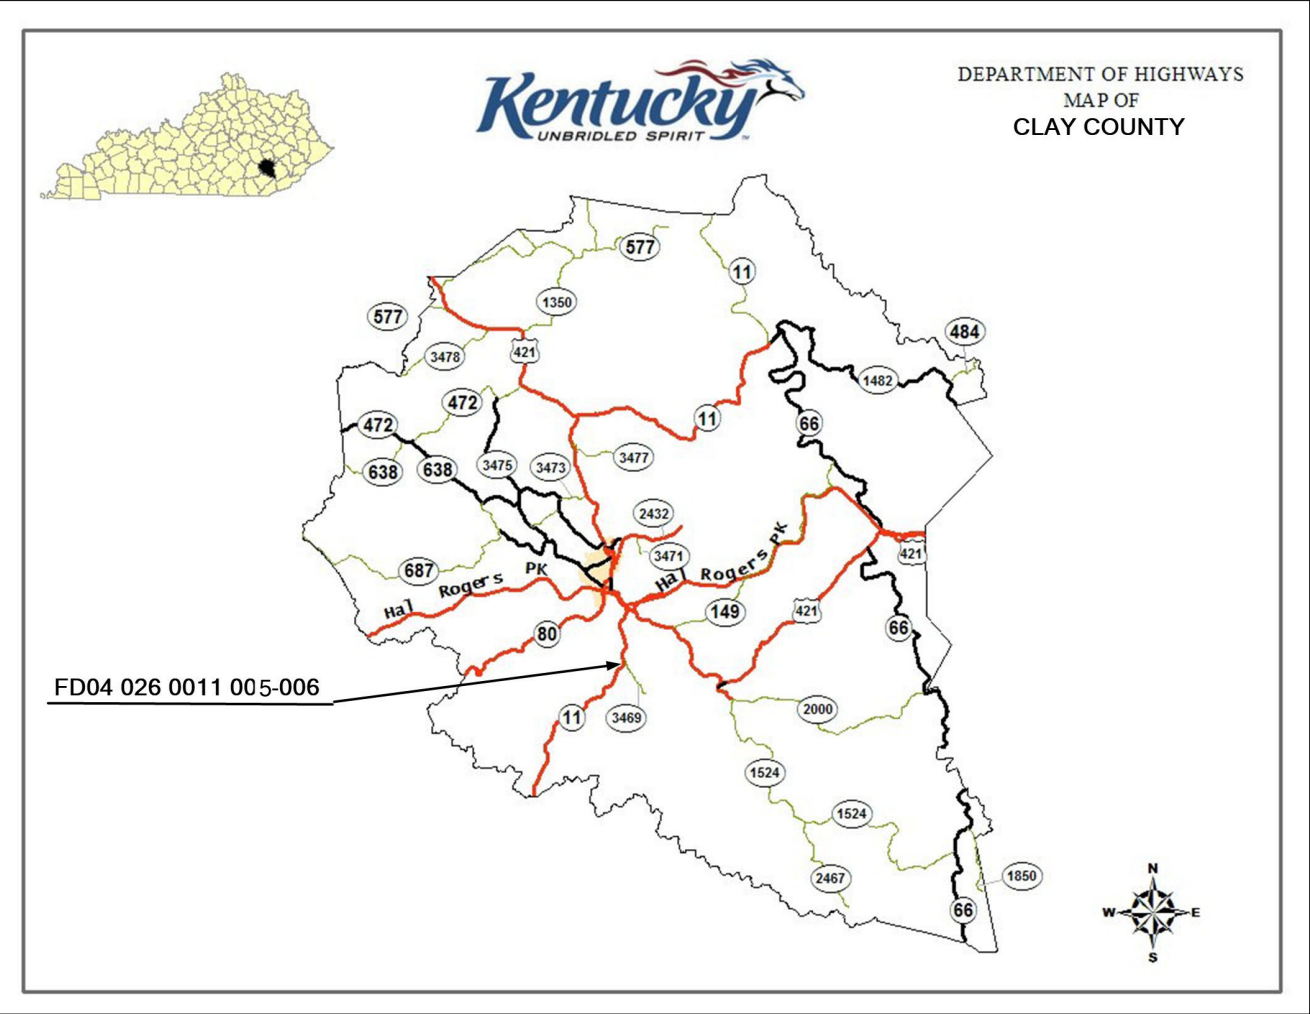 Kentucky
UNBRIDLED SPIRIT™
DEPARTMENT OF HIGHWAYS
MAP OF
CLAY COUNTY
577
11
1350
577
484
421
3478
1482
472
11
472
66
3477
638
638
3475
3473
2432
Hal Rogers PK
421
3471
687
Hal Rogers PK
149
421
80
66
FD04 026 0011 005-006
11
3469
2000
1524
1524
2467
1850
66
N
W
E
S